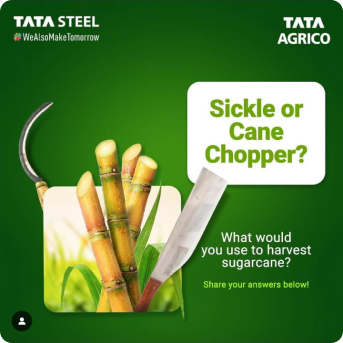 TATA STEEL
#WeAlsoMakeTomorrow
TATA
AGRICO
Sickle or
Cane
Chopper?
What would
you use to harvest
sugarcane?
Share your answers below!